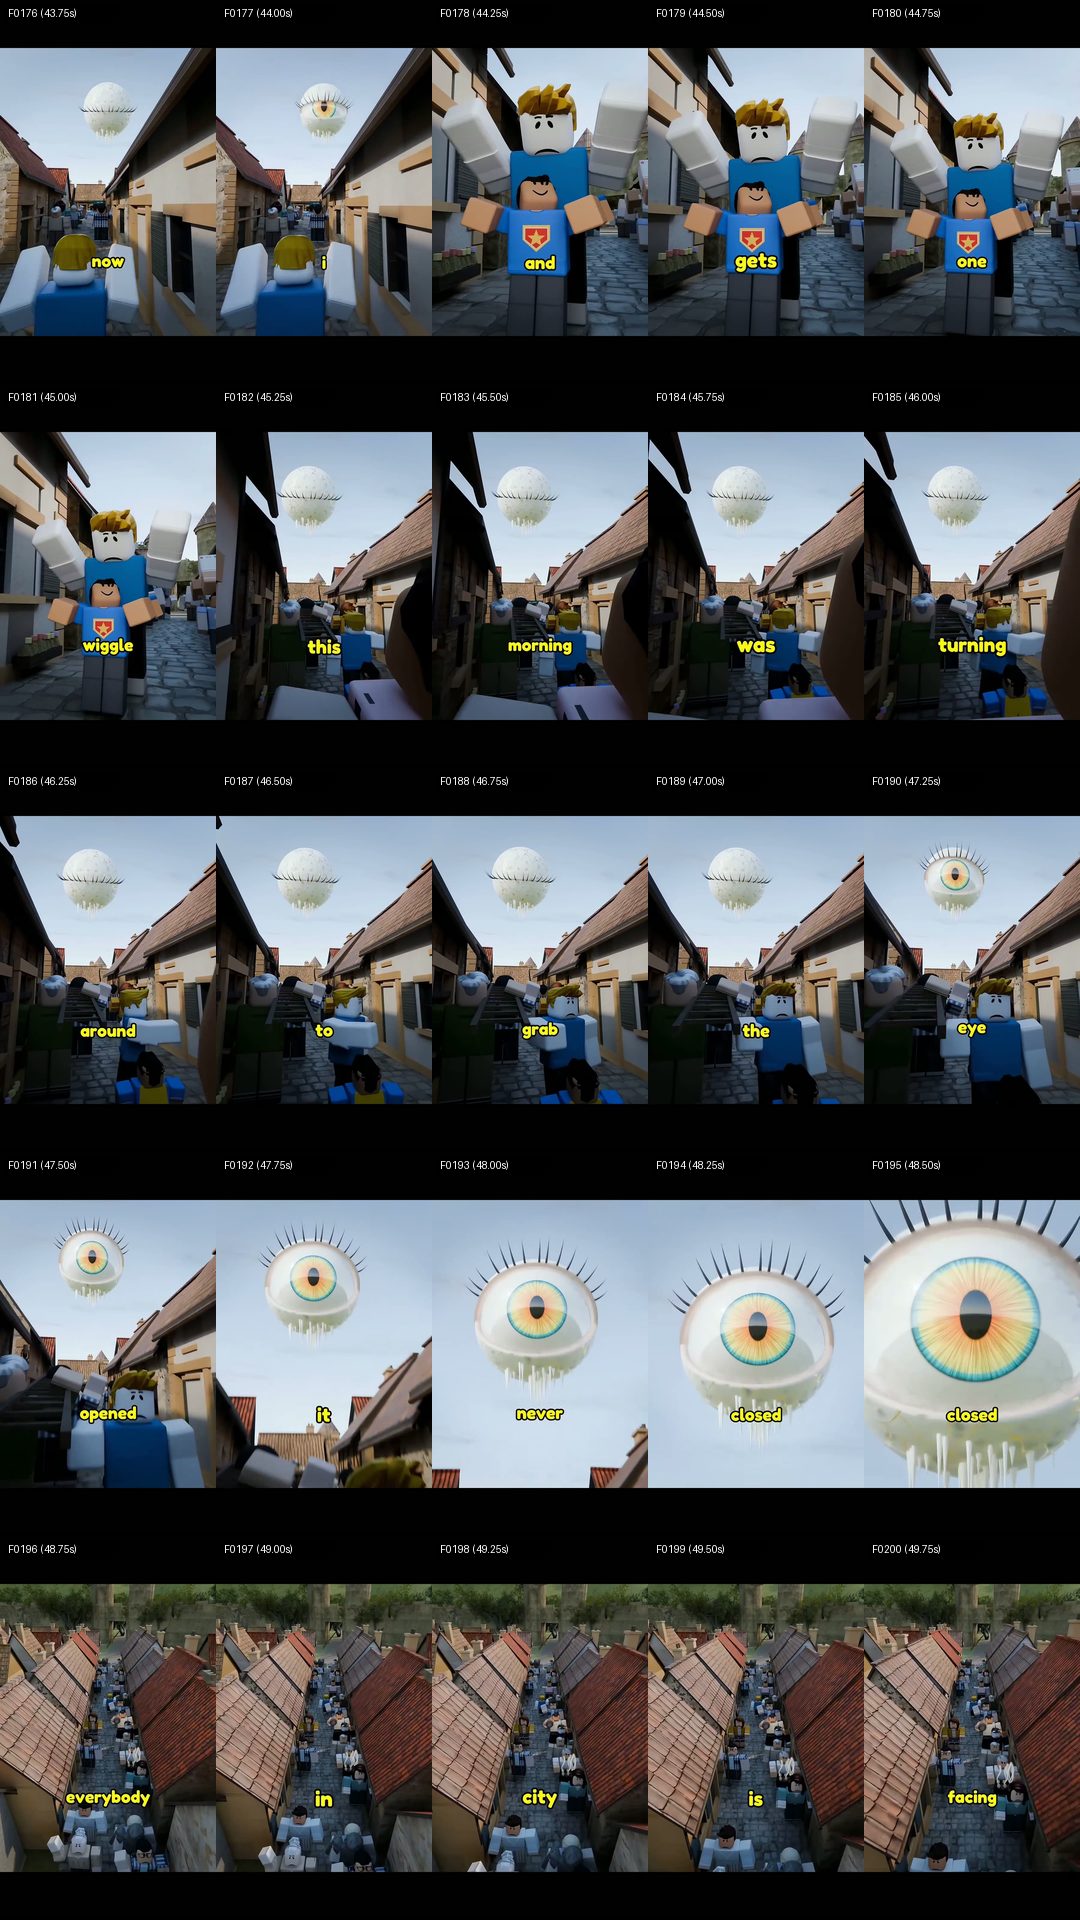 F0176 (43.75s) F0177 (44.00s) F0178 (44.25s) F0179 (44.50s) F0180 (44.75s)
now i and gets one
F0181 (45.00s) F0182 (45.25s) F0183 (45.50s) F0184 (45.75s) F0185 (46.00s)
wiggle this morning was turning
F0186 (46.25s) F0187 (46.50s) F0188 (46.75s) F0189 (47.00s) F0190 (47.25s)
around to grab the eye
F0191 (47.50s) F0192 (47.75s) F0193 (48.00s) F0194 (48.25s) F0195 (48.50s)
opened it never closed closed
F0196 (48.75s) F0197 (49.00s) F0198 (49.25s) F0199 (49.50s) F0200 (49.75s)
everybody in city is facing